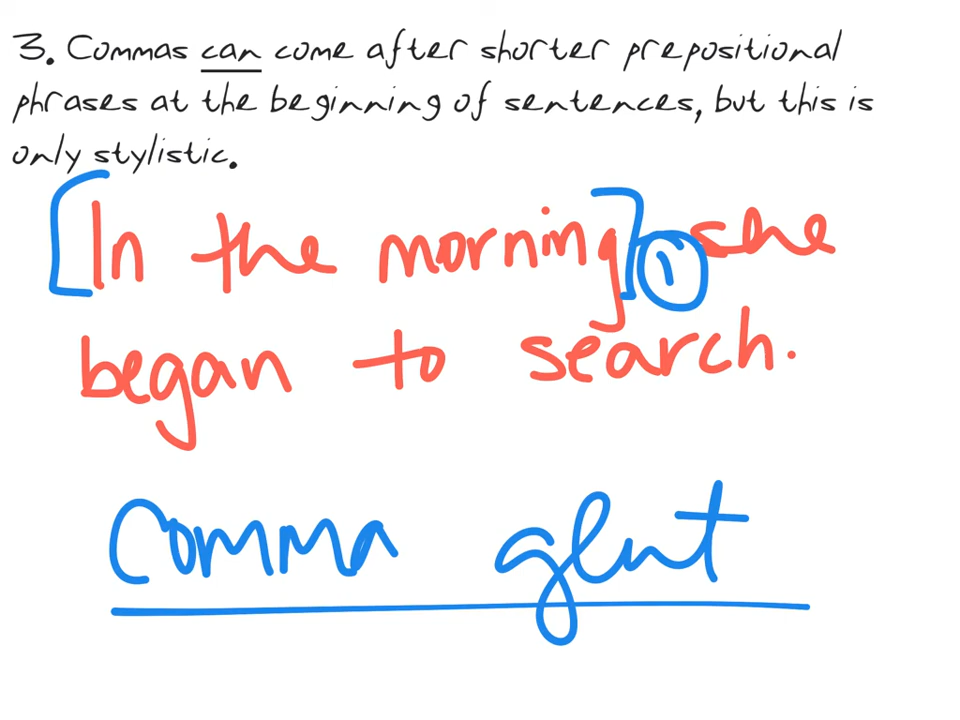 3. Commas can come after shorter prepositional
phrases at the beginning of sentences, but this is
only stylistic.
[In the morning], she
began to search.
comma glut